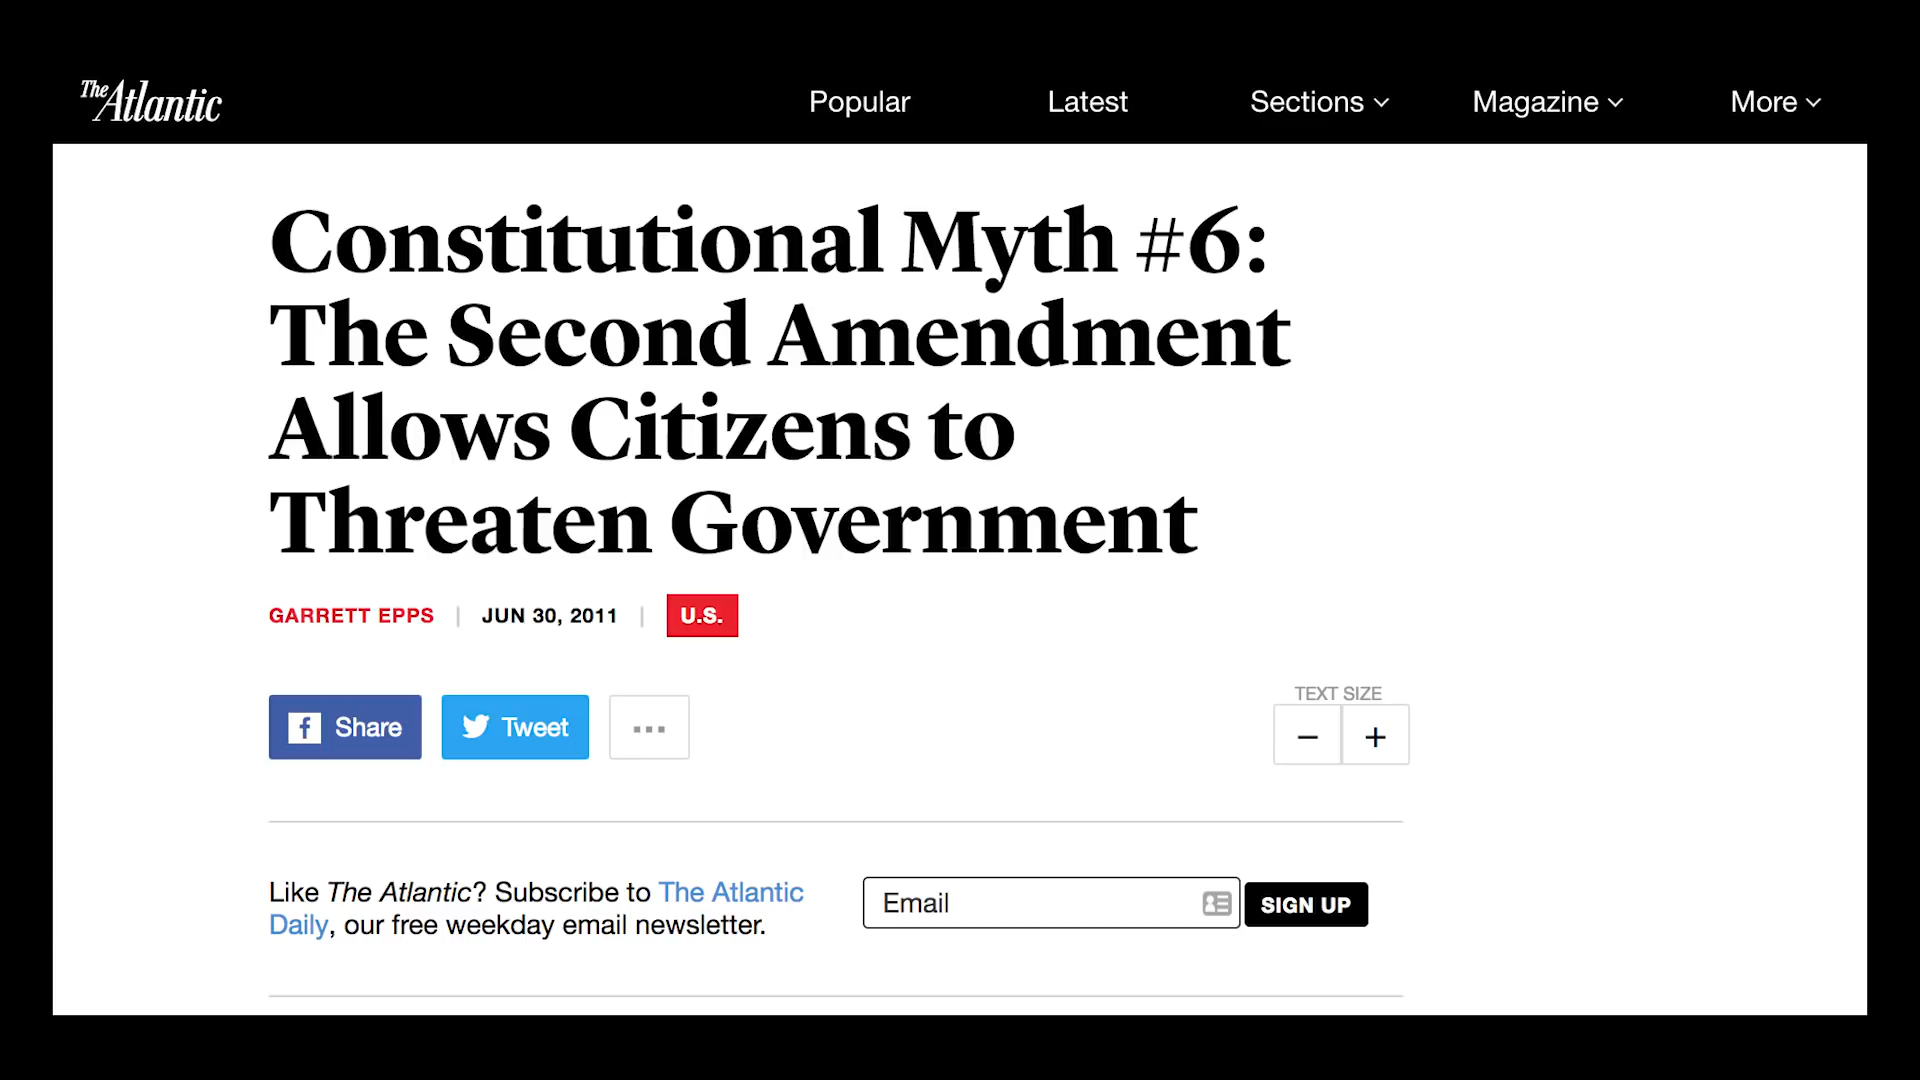 The Atlantic
Popular
Latest
Sections
Magazine
More
Constitutional Myth #6:
The Second Amendment
Allows Citizens to
Threaten Government
GARRETT EPPS | JUN 30, 2011 | U.S.
Share
Tweet
TEXT SIZE
− +
Like The Atlantic? Subscribe to The Atlantic
Daily, our free weekday email newsletter.
Email
SIGN UP